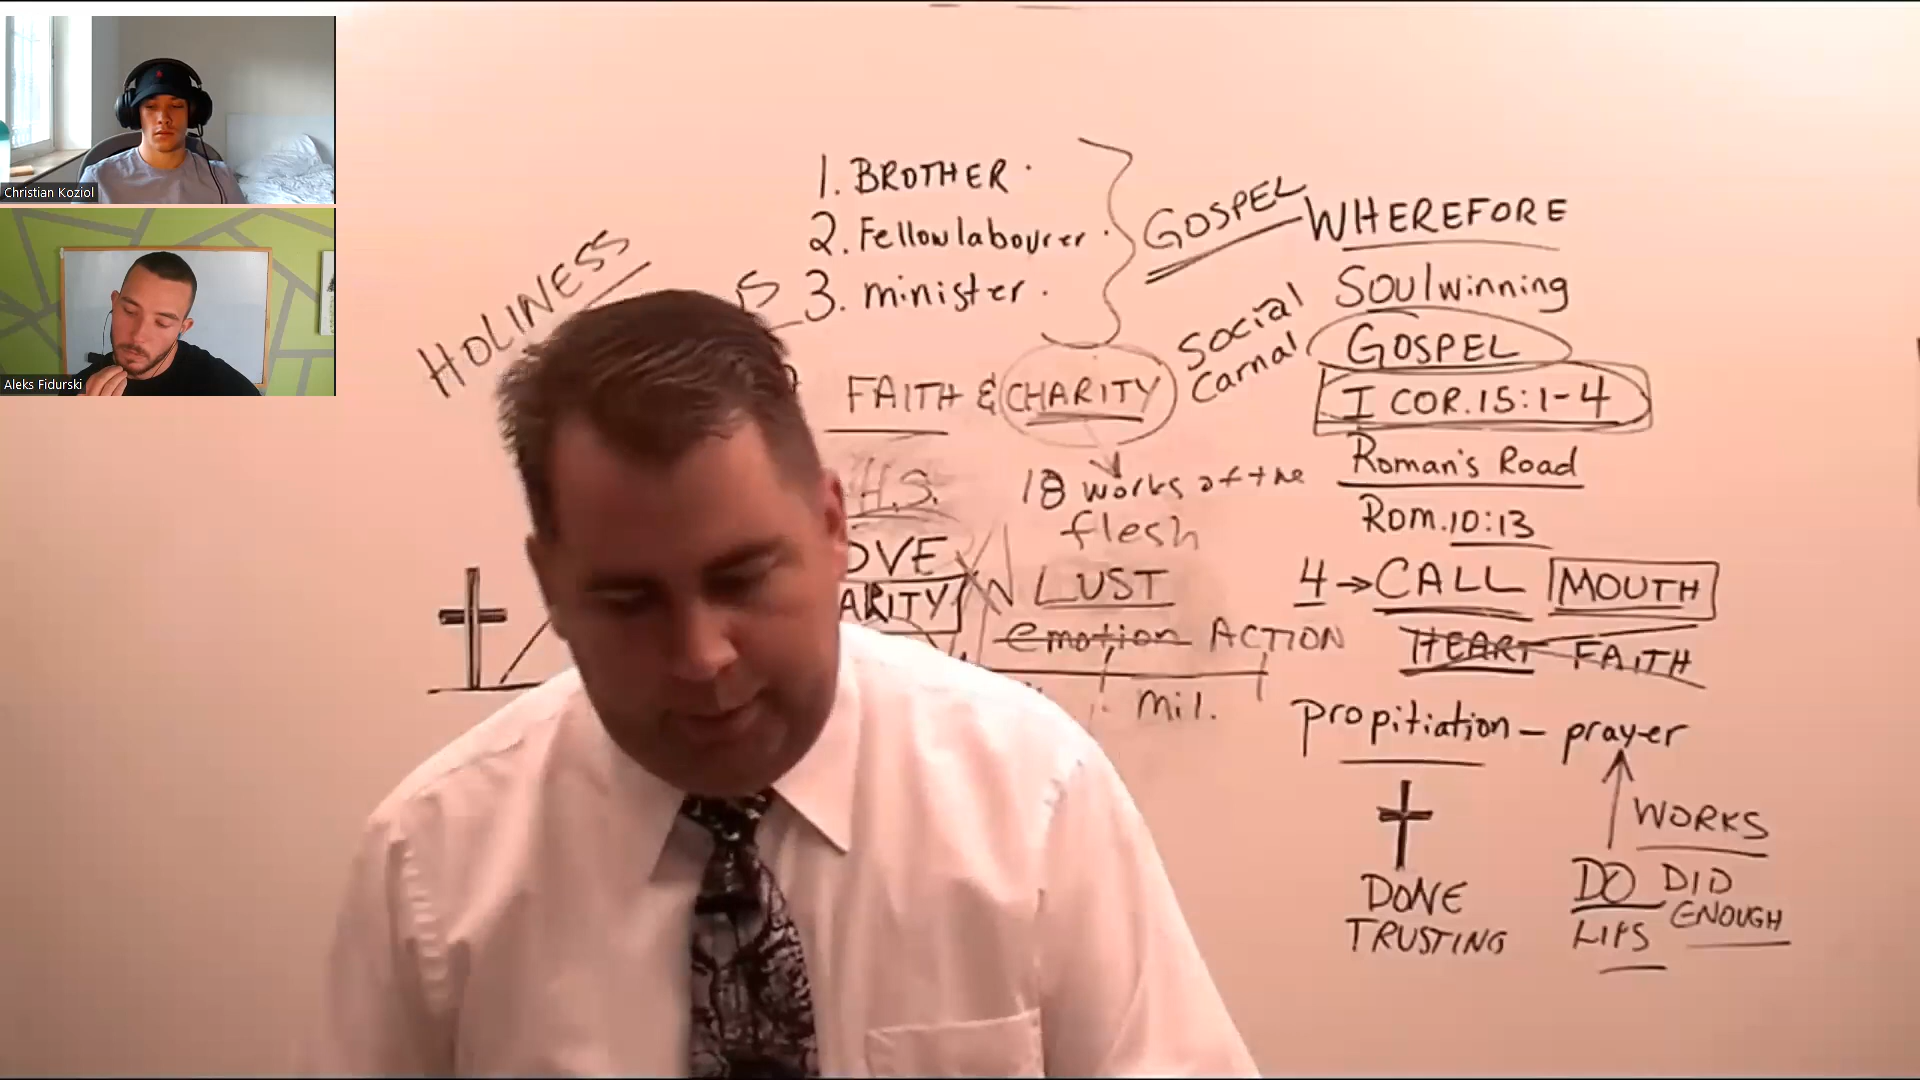 Christian Koziol
Aleks Fidurski
HOLINESS
1. BROTHER
2. Fellowlabourer
3. minister
GOSPEL
FAITH & CHARITY
Social
Carnal
H.S.
18 works of the
flesh
LUST
emotion ACTION
mil.
WHEREFORE
Soulwinning
GOSPEL
I COR.15:1-4
Roman's Road
Rom.10:13
4 → CALL MOUTH
HEART FAITH
propitiation - prayer
WORKS
DONE
TRUSTING
DO DID
ENOUGH
LIPS